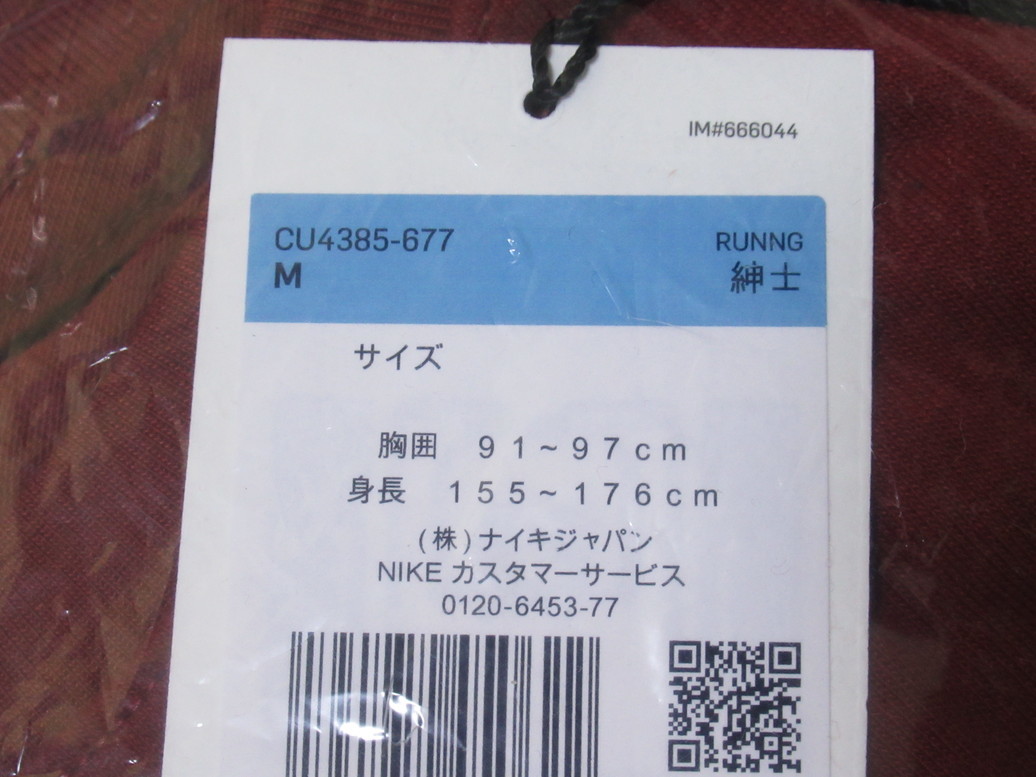 IM#666044
CU4385-677
RUNNG
M
紳士
サイズ
胸囲 91~97cm
身長 155~176cm
(株)ナイキジャパン
NIKE カスタマーサービス
0120-6453-77